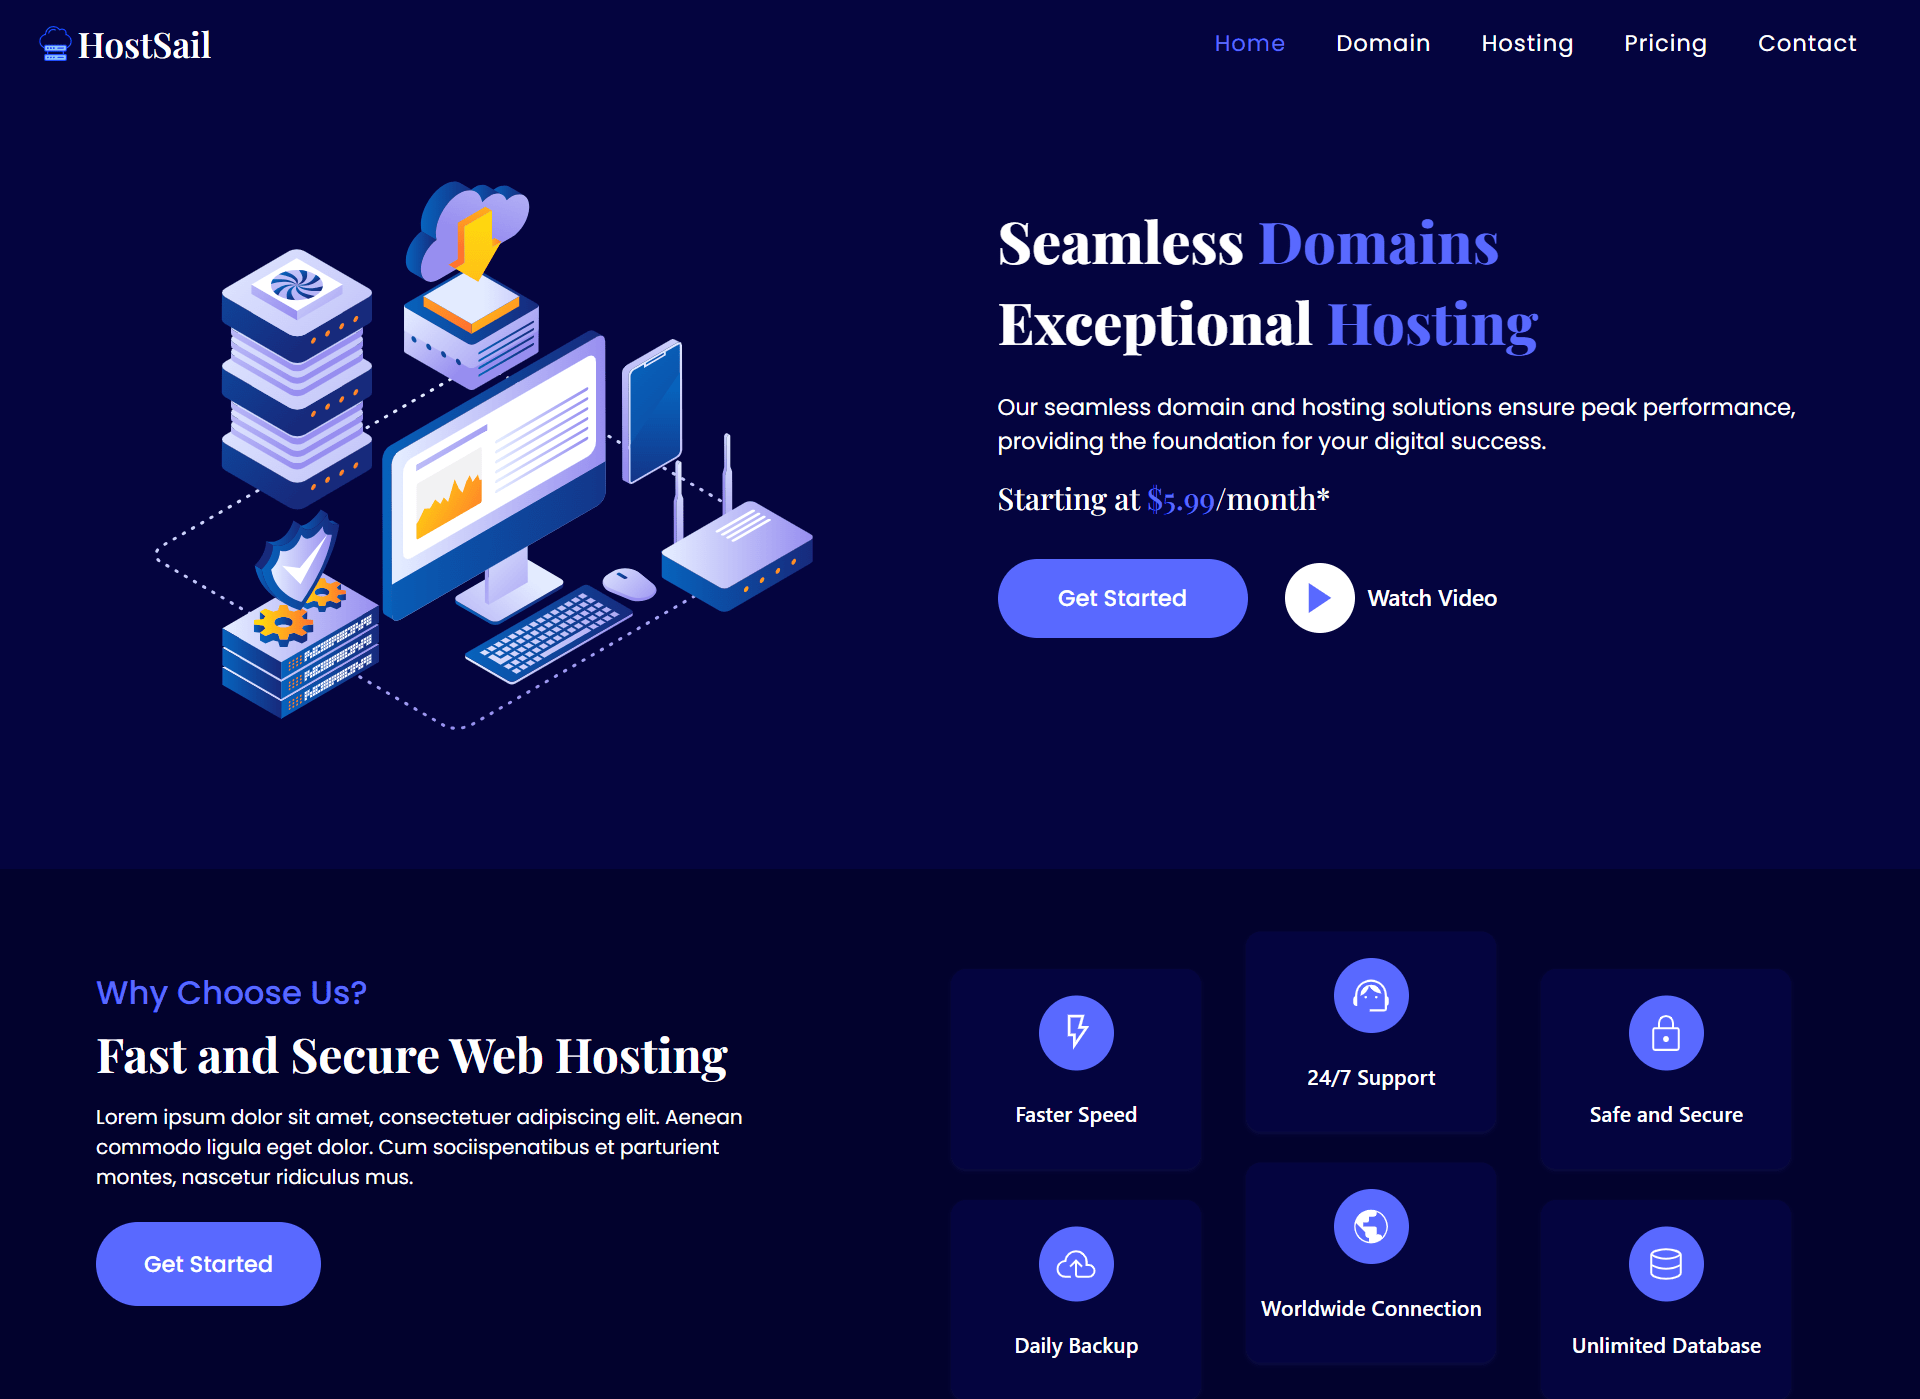 HostSail
Home
Domain
Hosting
Pricing
Contact
Seamless Domains
Exceptional Hosting
Our seamless domain and hosting solutions ensure peak performance,
providing the foundation for your digital success.
Starting at $5.99/month*
Get Started
Watch Video
Why Choose Us?
Fast and Secure Web Hosting
Lorem ipsum dolor sit amet, consectetuer adipiscing elit. Aenean
commodo ligula eget dolor. Cum sociispenatibus et parturient
montes, nascetur ridiculus mus.
Get Started
Faster Speed
24/7 Support
Safe and Secure
Daily Backup
Worldwide Connection
Unlimited Database